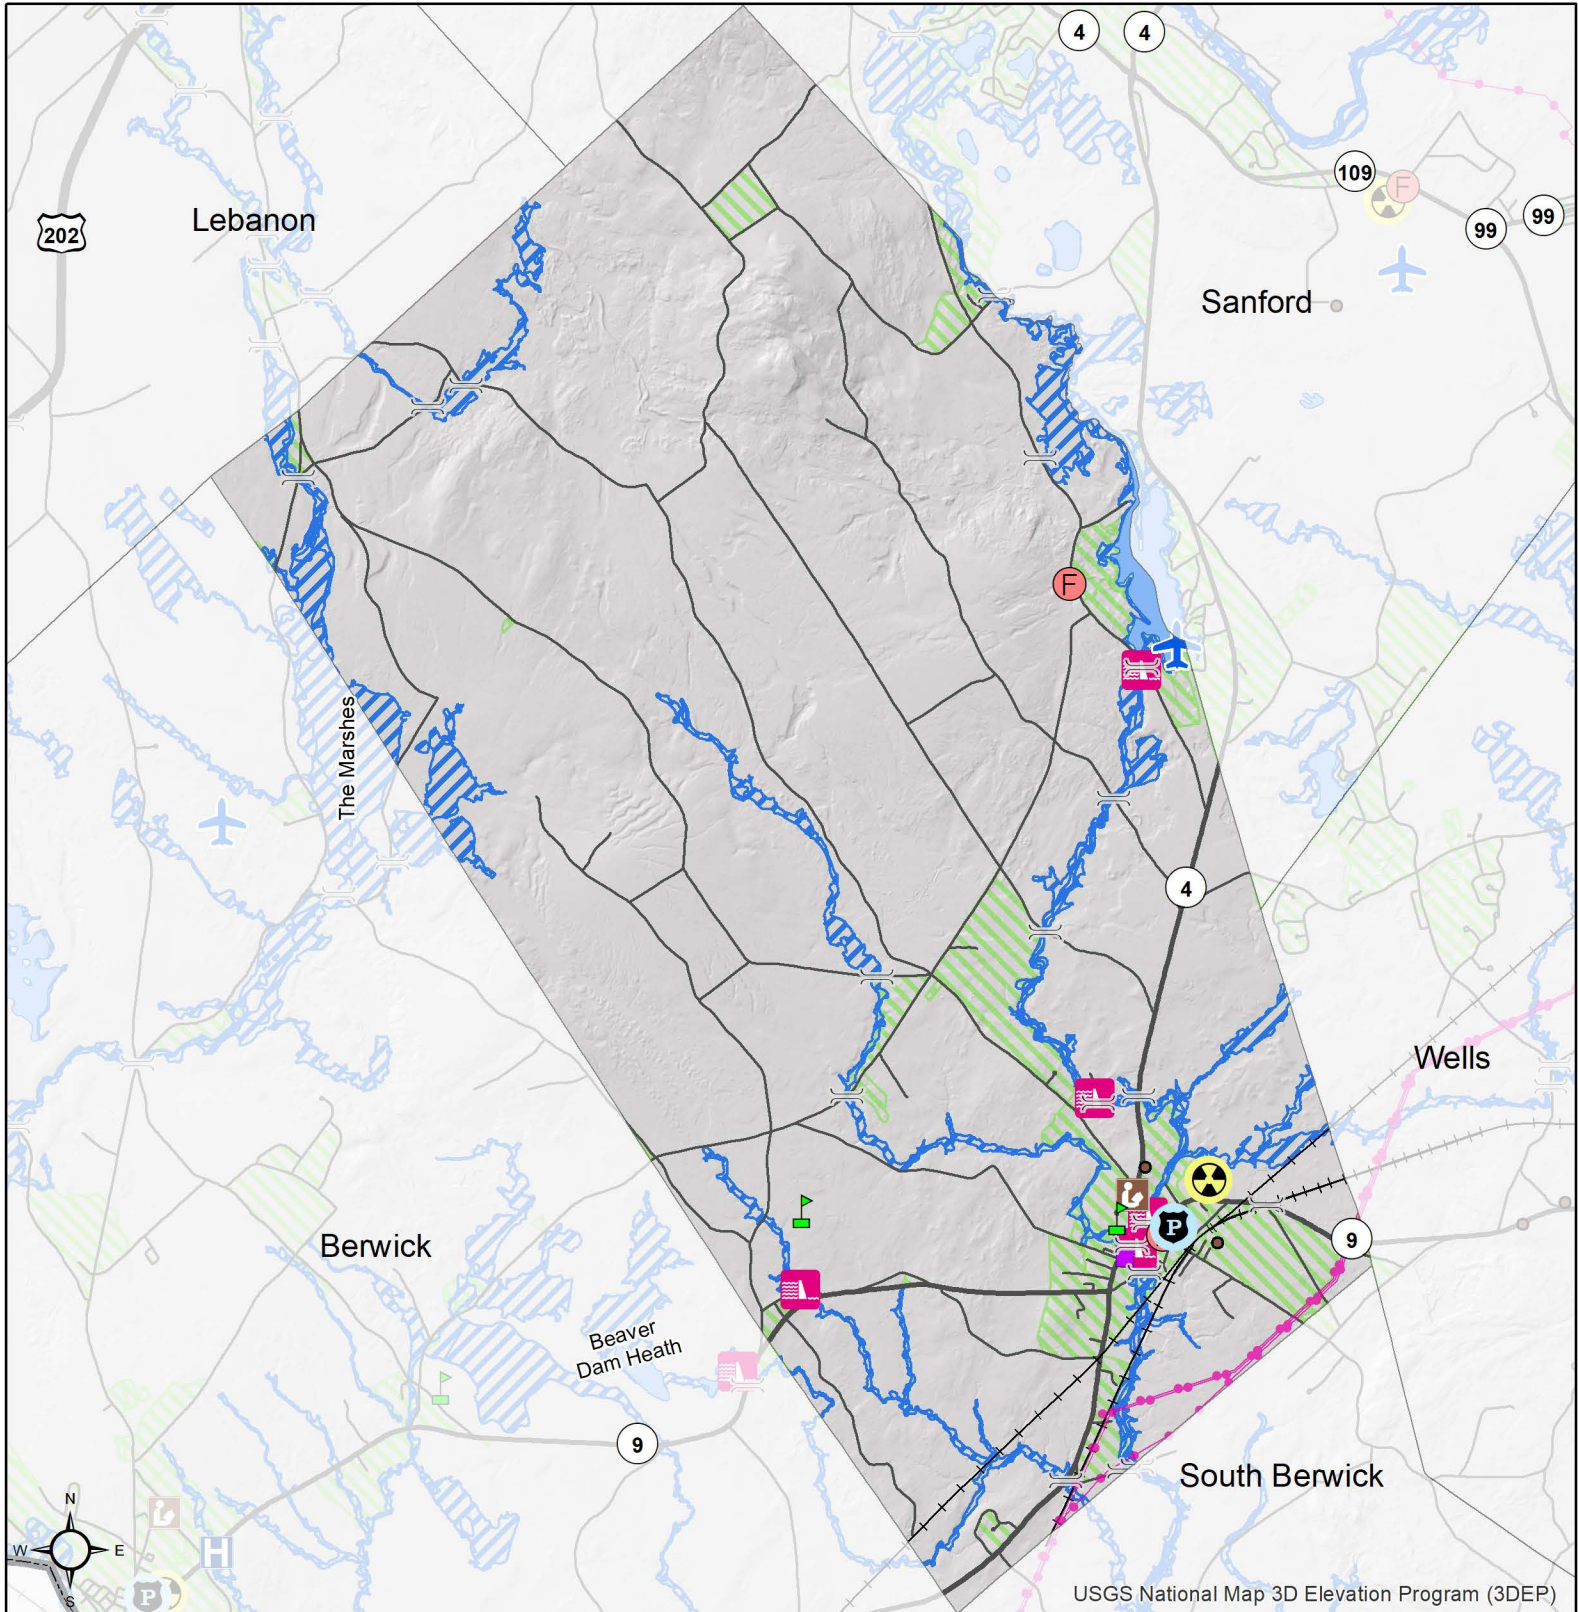 4
4
109
F
99
99
202
Lebanon
Sanford
F
The Marshes
4
Wells
P
Berwick
9
Beaver
Dam Heath
9
South Berwick
N
W
E
S
H
P
USGS National Map 3D Elevation Program (3DEP)